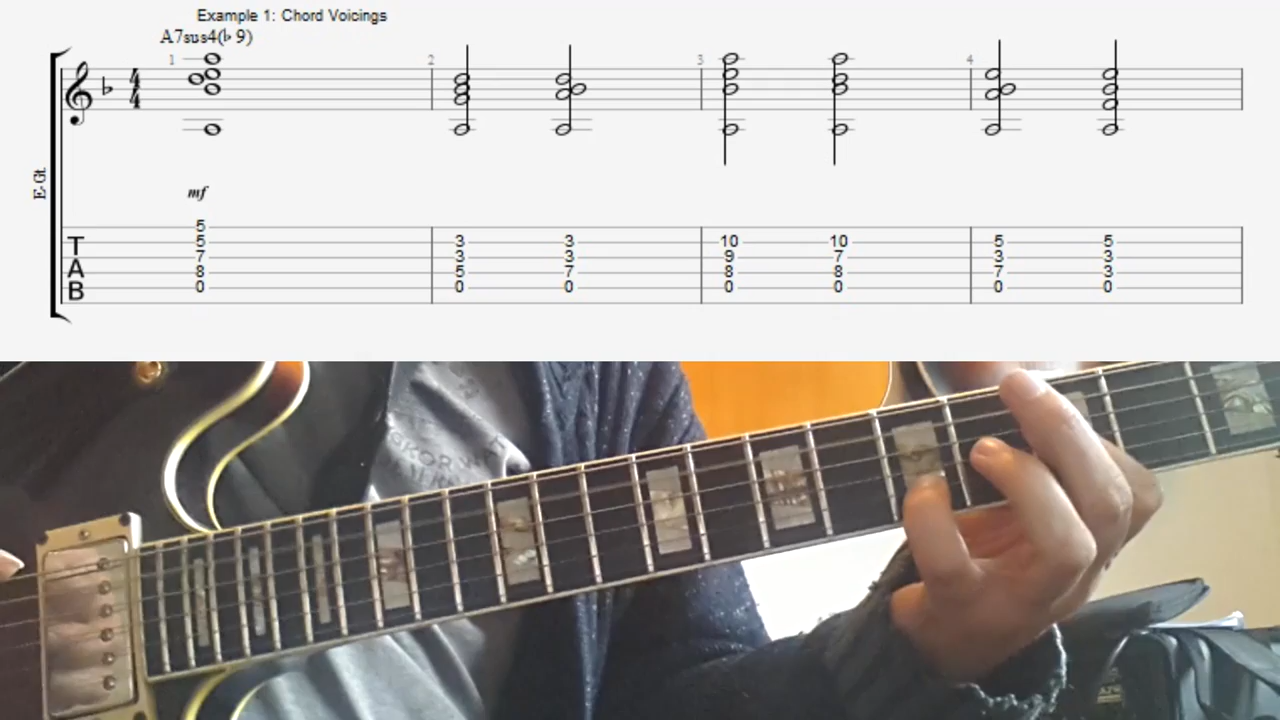 Example 1: Chord Voicings
A7sus4(♭9)
1 2 3 4
4
4
E-Gt
mf
T
A
B
5 3 3 10 10 5 5
5 3 3 9 7 3 3
7 5 7 8 8 7 3
8 0 0 0 0 0 0
0